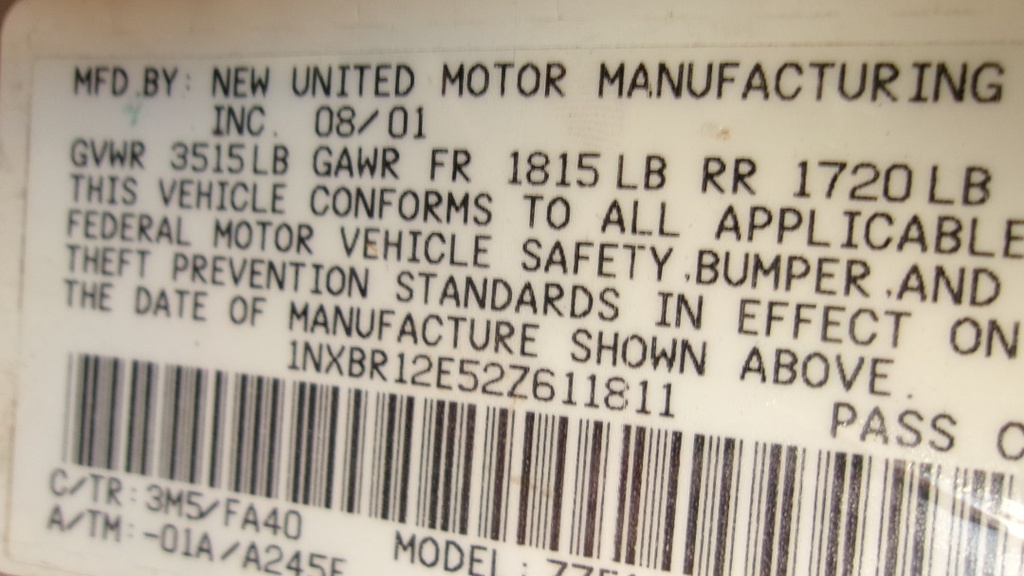 MFD.BY: NEW UNITED MOTOR MANUFACTURING
INC. 08/01
GVWR 3515LB GAWR FR 1815LB RR 1720LB
THIS VEHICLE CONFORMS TO ALL APPLICABLE
FEDERAL MOTOR VEHICLE SAFETY,BUMPER,AND
THEFT PREVENTION STANDARDS IN EFFECT ON
THE DATE OF MANUFACTURE SHOWN ABOVE.
1NXBR12E52Z611811
PASS C
C/TR: 3M5/FA40
A/TM: -01A/A245E
MODEL: